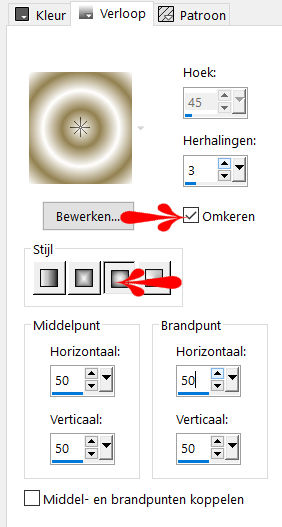 Kleur Verloop Patroon
Hoek:
45
Herhalingen:
3
Bewerken... Omkeren
Stijl
Middelpunt Brandpunt
Horizontaal: Horizontaal:
50 50
Verticaal: Verticaal:
50 50
Middel- en brandpunten koppelen